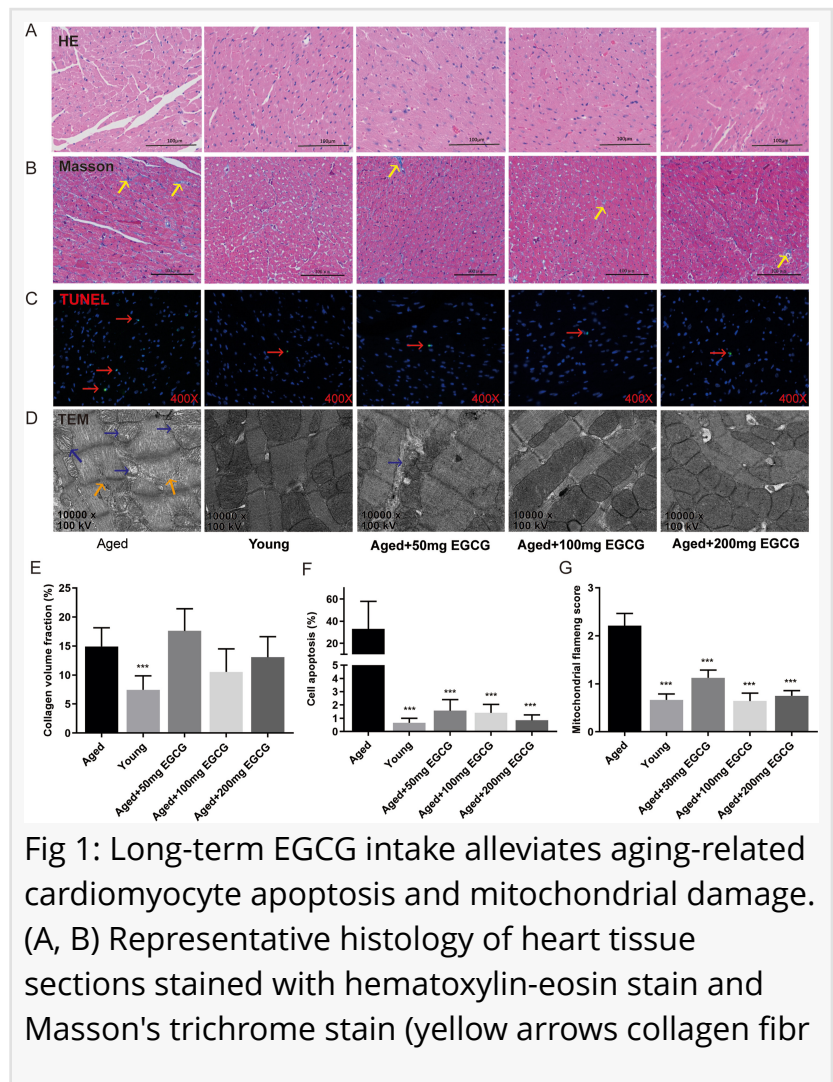 A
HE
100μm 100μm 100μm 100μm 100μm
B
Masson
100μm
C
TUNEL
400X 400X 400X 400X 400X
D
TEM
10000 x 10000 x 10000 x 10000 x 10000 x
100 kV 100 kV 100 kV 100 kV 100 kV
Aged Young Aged+50mg EGCG Aged+100mg EGCG Aged+200mg EGCG
E
Collagen volume fraction (%)
25
20
15
10
5
0
***
Aged Young Aged+50mg EGCG Aged+100mg EGCG Aged+200mg EGCG
F
Cell apoptosis (%)
60
40
20
5
4
3
2
1
0
*** *** *** ***
Aged Young Aged+50mg EGCG Aged+100mg EGCG Aged+200mg EGCG
G
Mitochondrial flameng score
3
2
1
0
*** *** *** ***
Aged Young Aged+50mg EGCG Aged+100mg EGCG Aged+200mg EGCG
Fig 1: Long-term EGCG intake alleviates aging-related
cardiomyocyte apoptosis and mitochondrial damage.
(A, B) Representative histology of heart tissue
sections stained with hematoxylin-eosin stain and
Masson's trichrome stain (yellow arrows collagen fibr